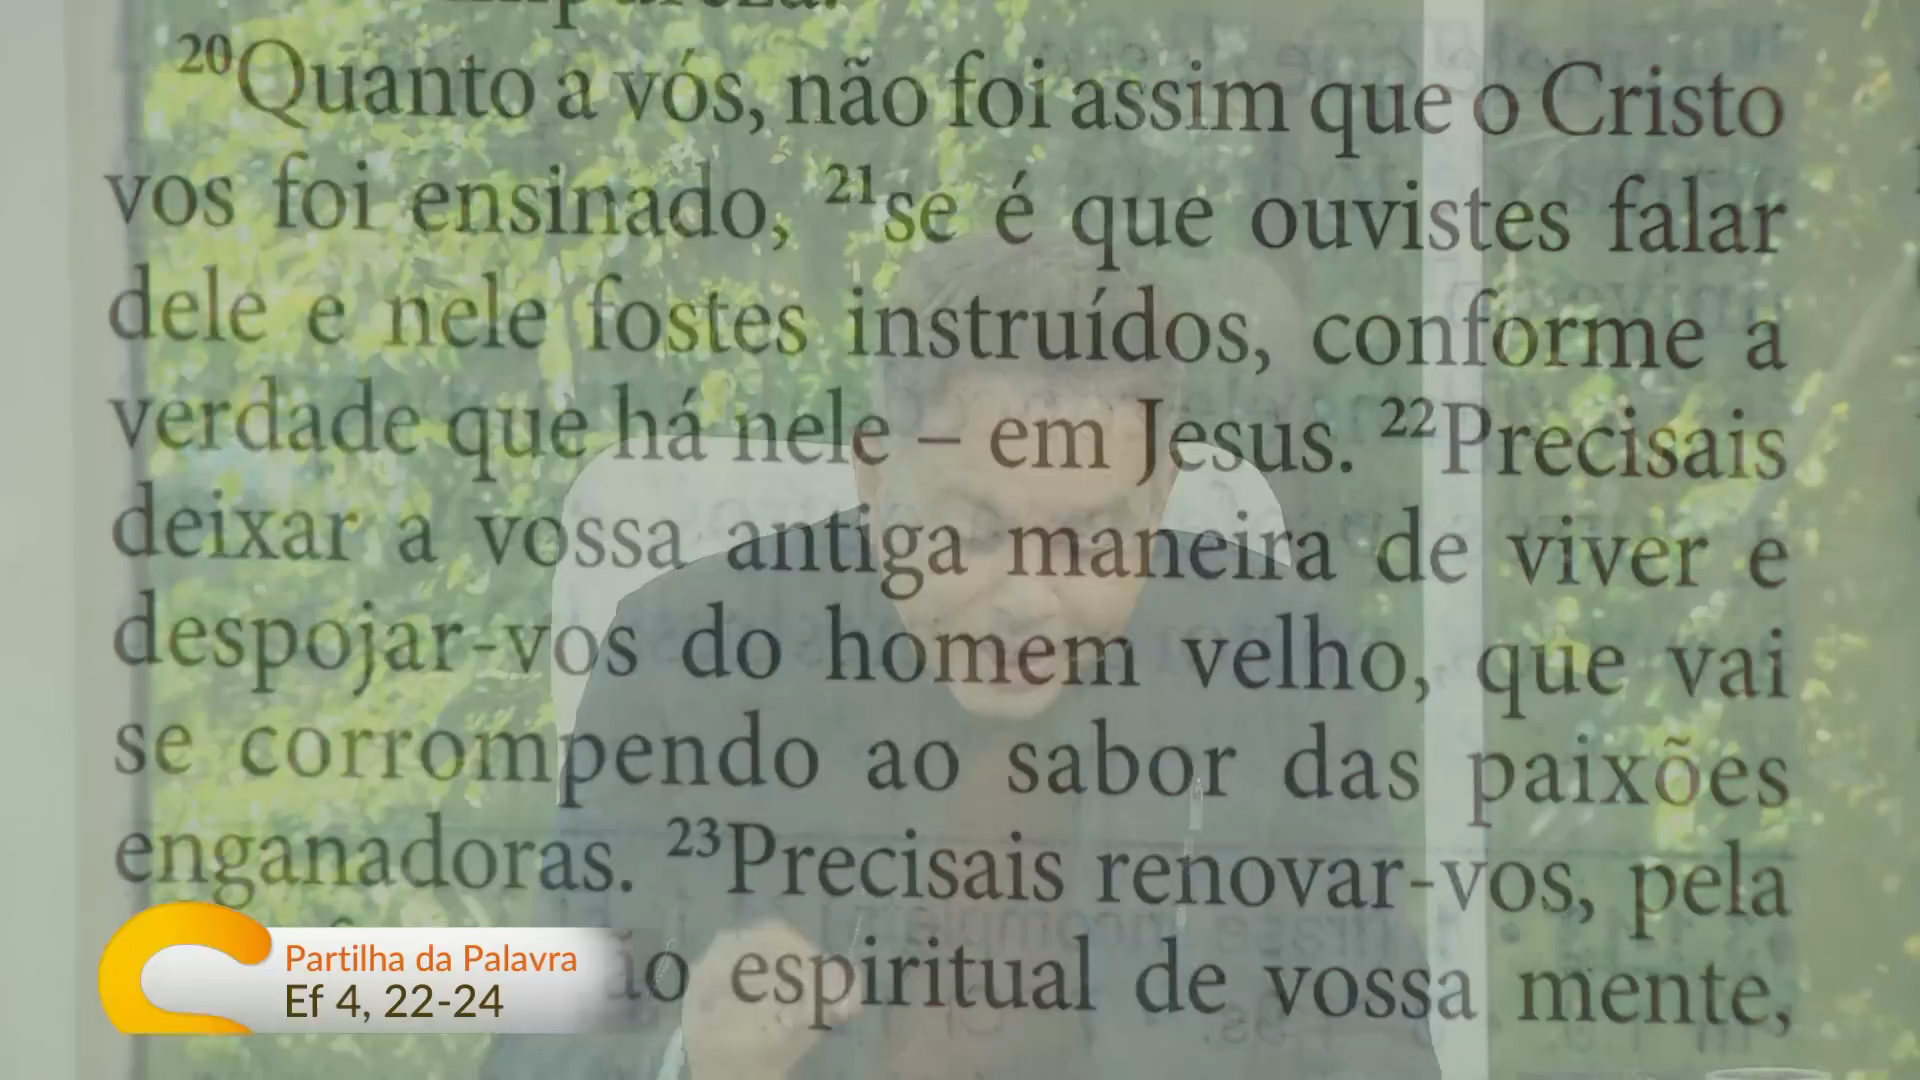 20Quanto a vós, não foi assim que o Cristo
vos foi ensinado, 21se é que ouvistes falar
dele e nele fostes instruídos, conforme a
verdade que há nele – em Jesus. 22Precisais
deixar a vossa antiga maneira de viver e
despojar-vos do homem velho, que vai
se corrompendo ao sabor das paixões
enganadoras. 23Precisais renovar-vos, pela
espiritual de vossa mente,
Partilha da Palavra
Ef 4, 22-24